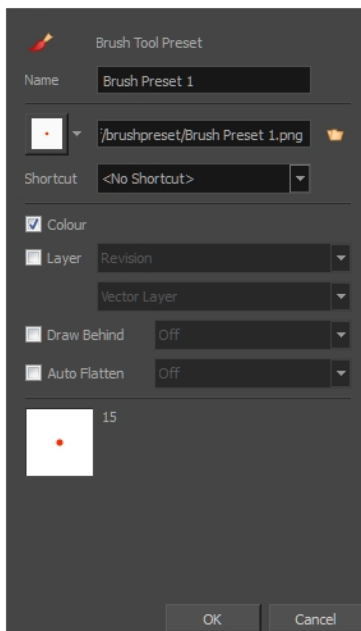 Brush Tool Preset
Name Brush Preset 1
/brushpreset/Brush Preset 1.png
Shortcut <No Shortcut>
Colour
Layer Revision
Vector Layer
Draw Behind Off
Auto Flatten Off
15
OK Cancel